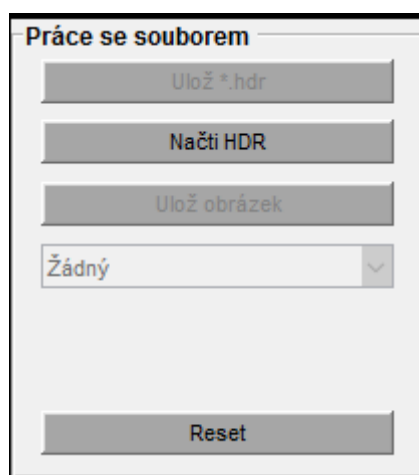 Práce se souborem
Ulož *.hdr
Načti HDR
Ulož obrázek
Žádný
Reset